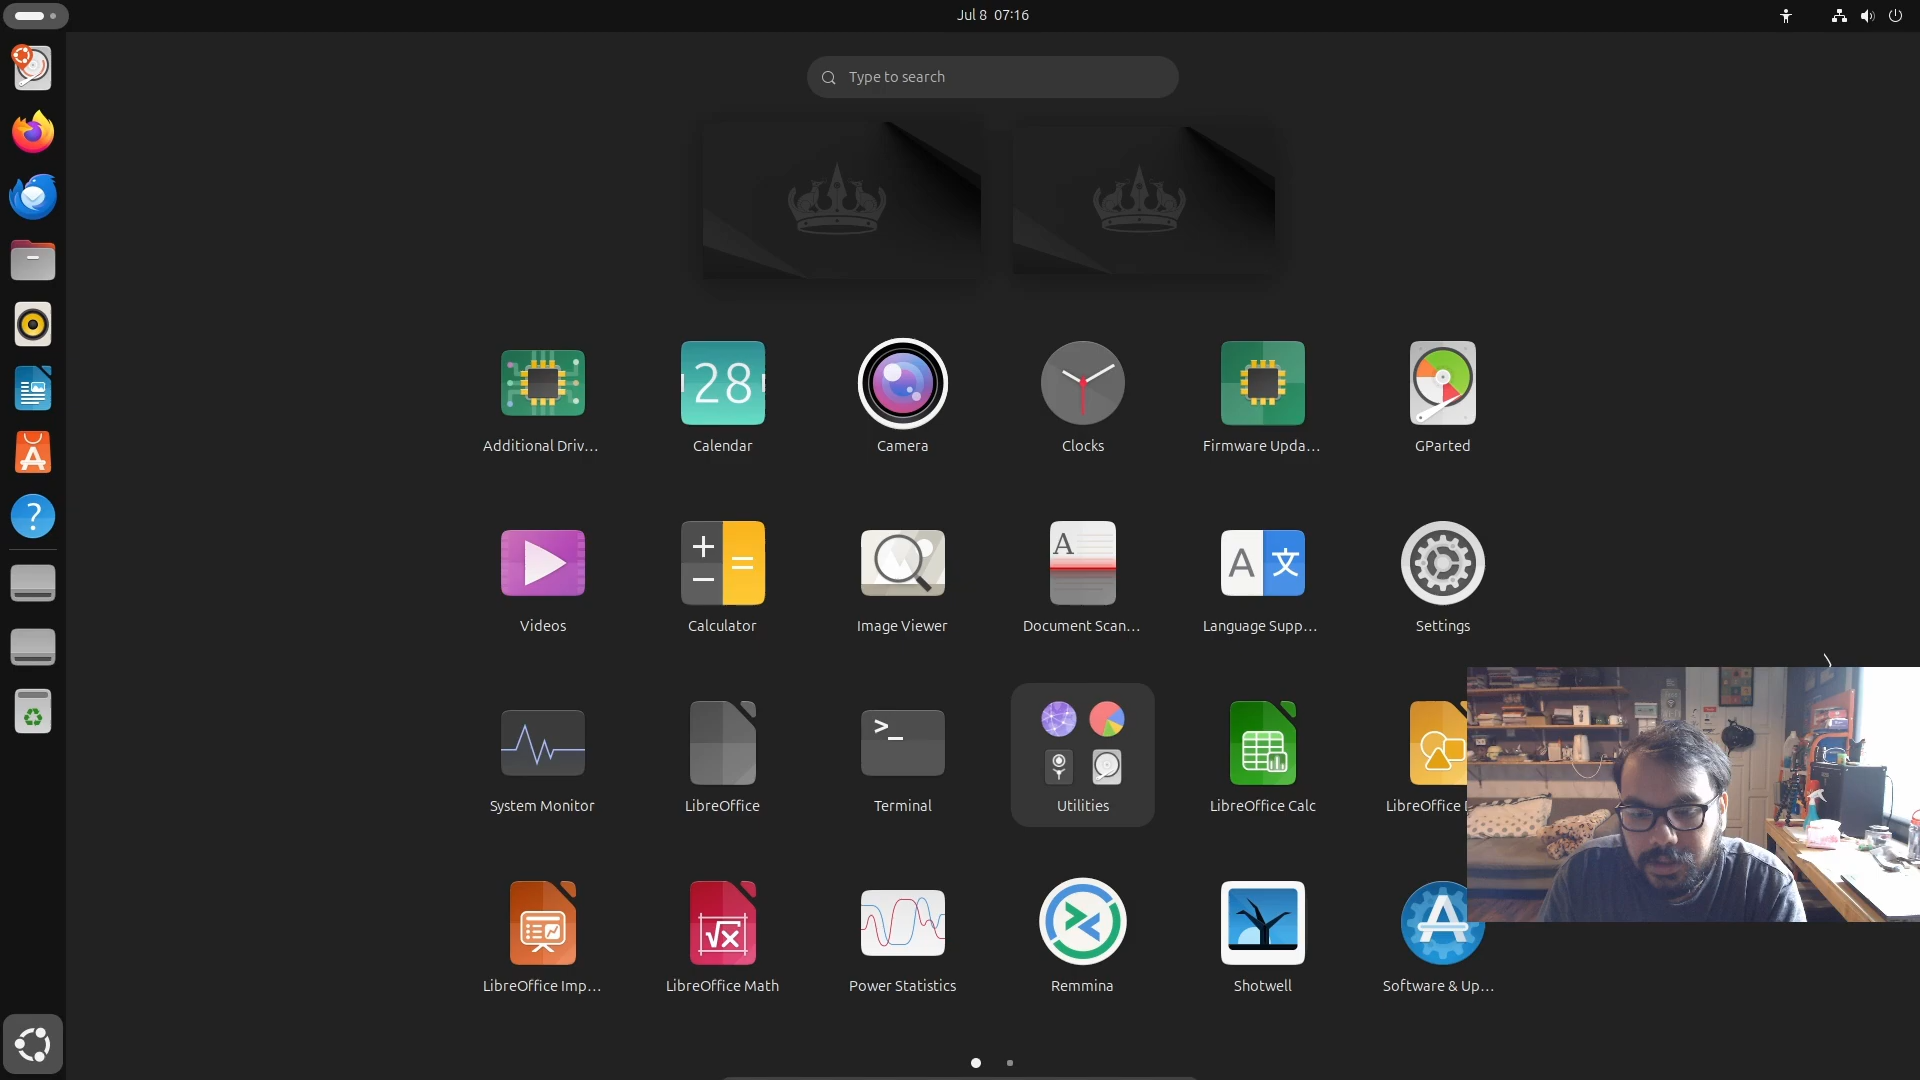 Jul 8 07:16
Type to search
28
Additional Driv...
Calendar
Camera
Clocks
Firmware Upda...
GParted
A
A 文
Videos
Calculator
Image Viewer
Document Scan...
Language Supp...
Settings
>_
System Monitor
LibreOffice
Terminal
Utilities
LibreOffice Calc
LibreOffice
√x
LibreOffice Imp...
LibreOffice Math
Power Statistics
Remmina
Shotwell
Software & Up...